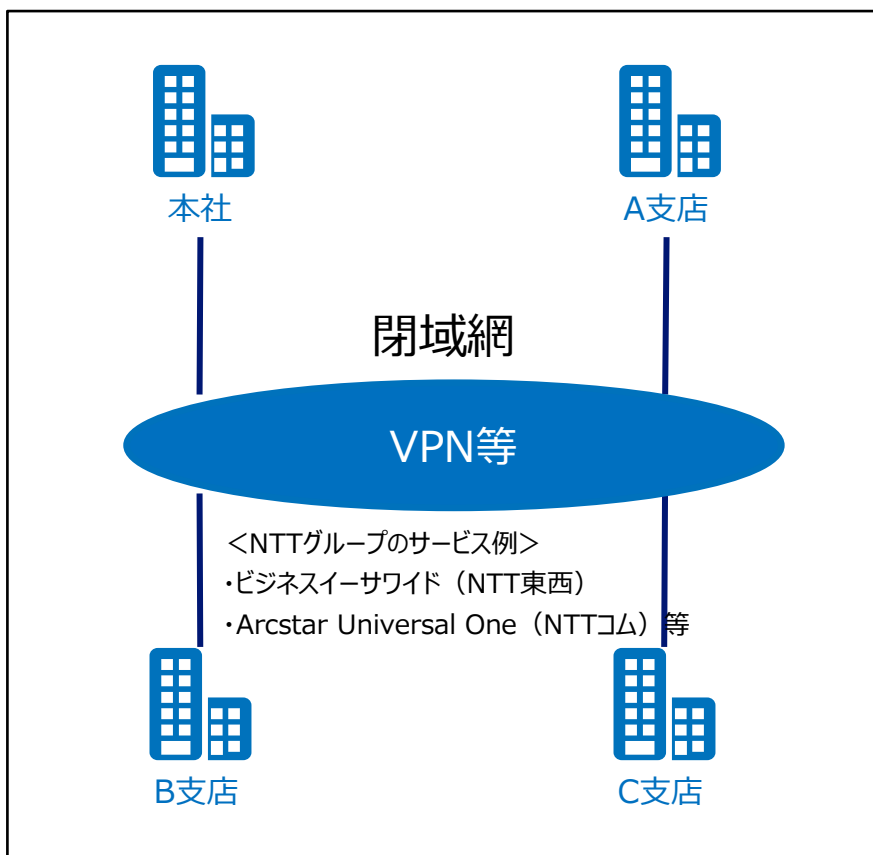 本社
A支店
閉域網
VPN等
＜NTTグループのサービス例＞
・ビジネスイーサワイド（NTT東西）
・Arcstar Universal One（NTTコム）等
B支店
C支店